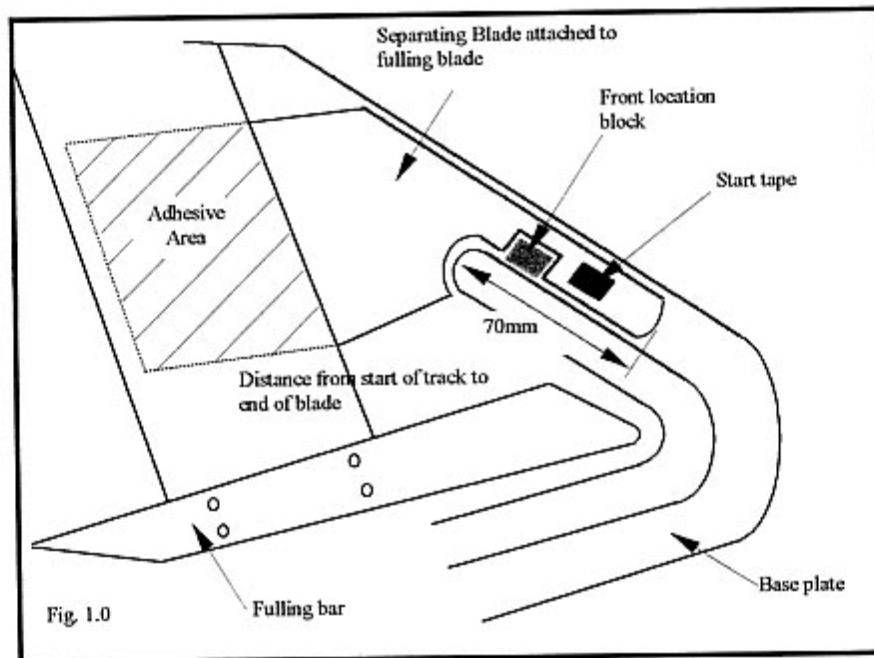 Separating Blade attached to
fulling blade
Front location
block
Start tape
Adhesive
Area
70mm
Distance from start of track to
end of blade
Base plate
Fulling bar
Fig. 1.0